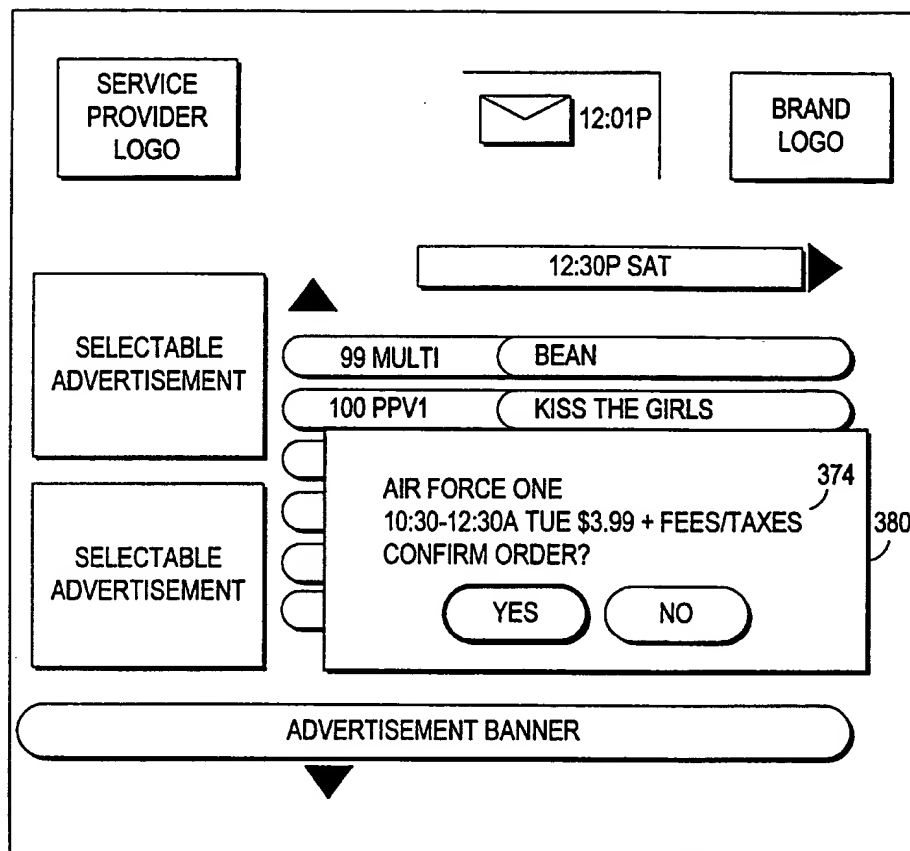 SERVICE
PROVIDER
LOGO
12:01P
BRAND
LOGO
12:30P SAT
SELECTABLE
ADVERTISEMENT
99 MULTI BEAN
100 PPV1 KISS THE GIRLS
AIR FORCE ONE
374
10:30-12:30A TUE $3.99 + FEES/TAXES
380
CONFIRM ORDER?
YES NO
SELECTABLE
ADVERTISEMENT
ADVERTISEMENT BANNER